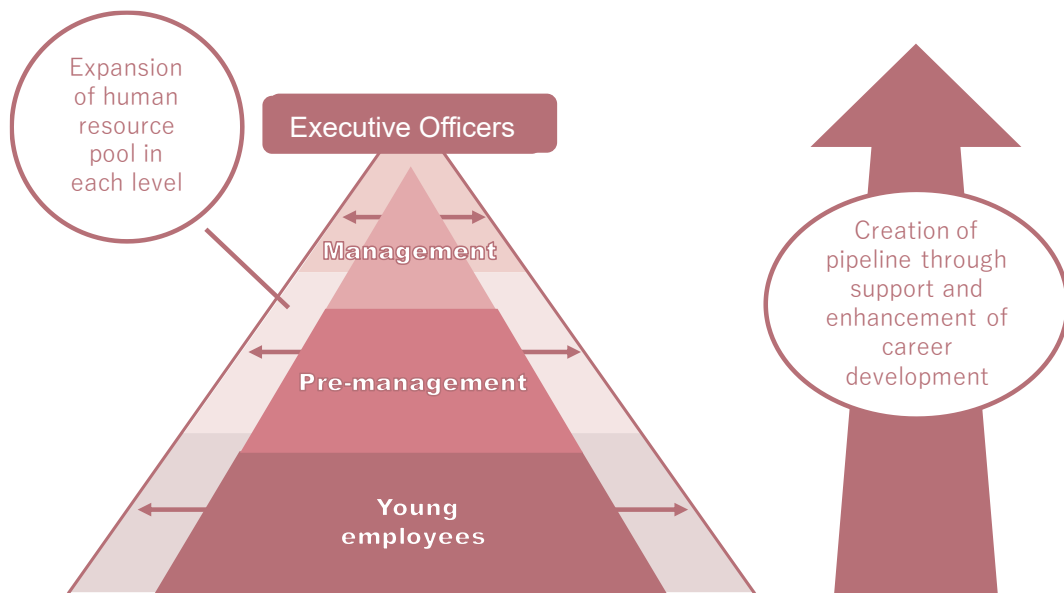 Expansion
of human
resource
pool in
each level
Executive Officers
Management
Pre-management
Young
employees
Creation of
pipeline through
support and
enhancement of
career
development